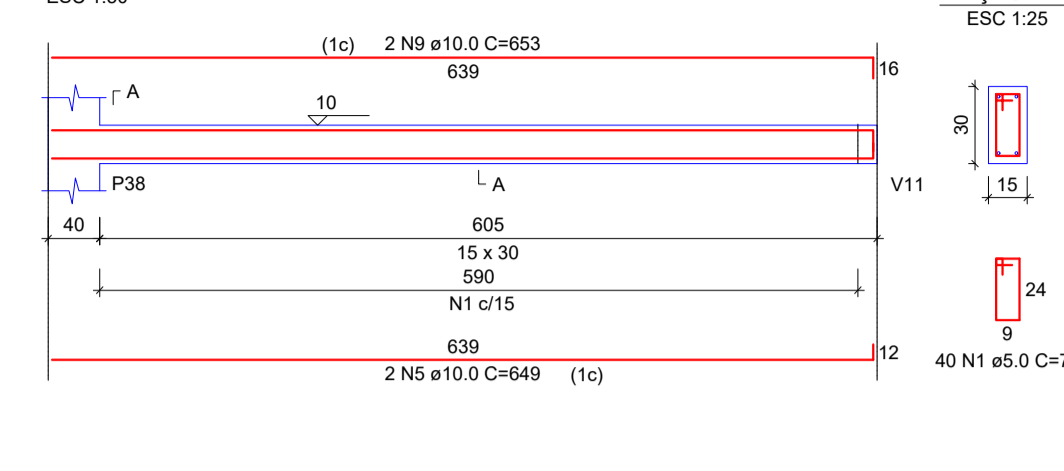 ESC 1:25
(1c) 2 N9 ø10.0 C=653
639
16
A
10
30
P38
A
V11
15
40
605
15 x 30
590
N1 c/15
24
9
639
12
40 N1 ø5.0
2 N5 ø10.0 C=649 (1c)